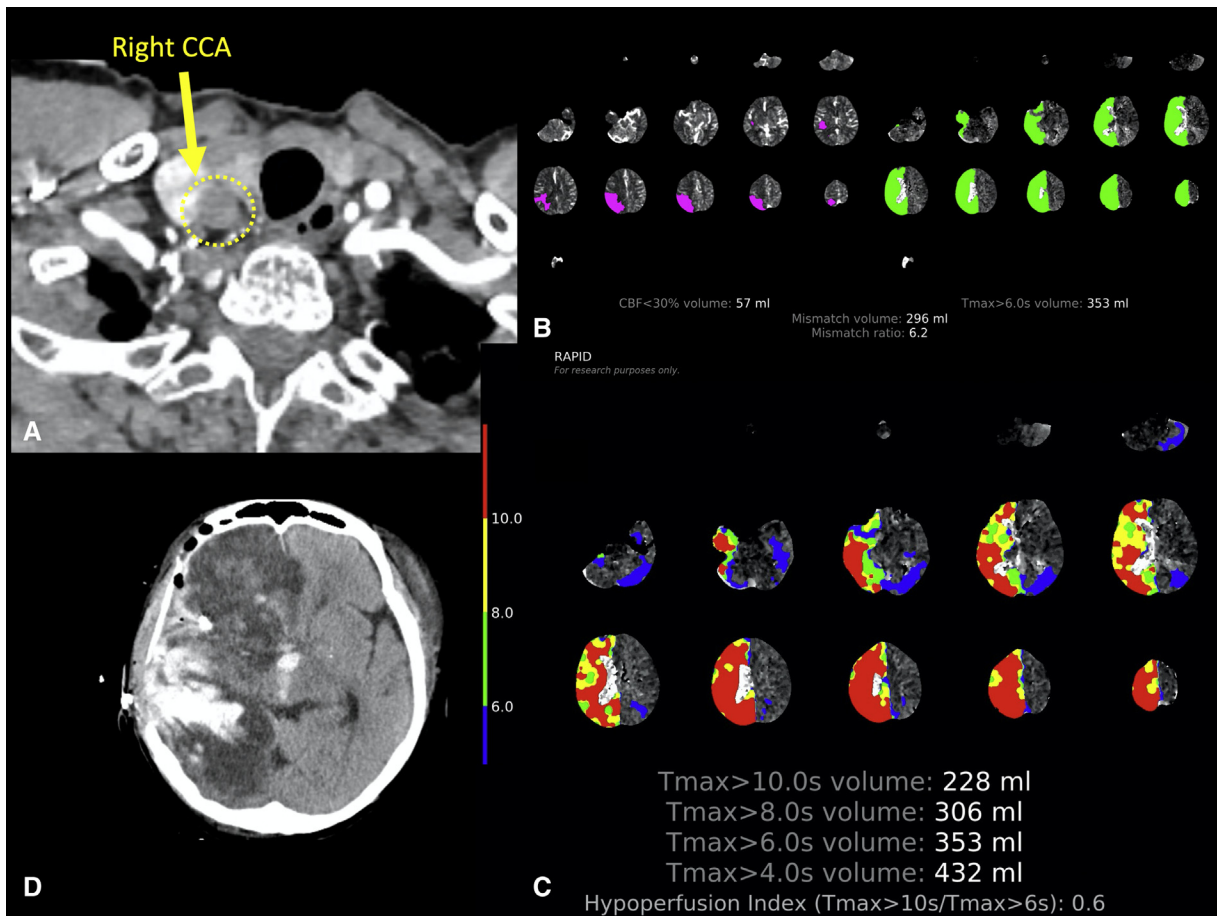 Right CCA
A
CBF<30% volume: 57 ml
Tmax>6.0s volume: 353 ml
Mismatch volume: 296 ml
Mismatch ratio: 6.2
B
RAPID
For research purposes only.
10.0
8.0
6.0
Tmax>10.0s volume: 228 ml
Tmax>8.0s volume: 306 ml
Tmax>6.0s volume: 353 ml
Tmax>4.0s volume: 432 ml
Hypoperfusion Index (Tmax>10s/Tmax>6s): 0.6
C
D